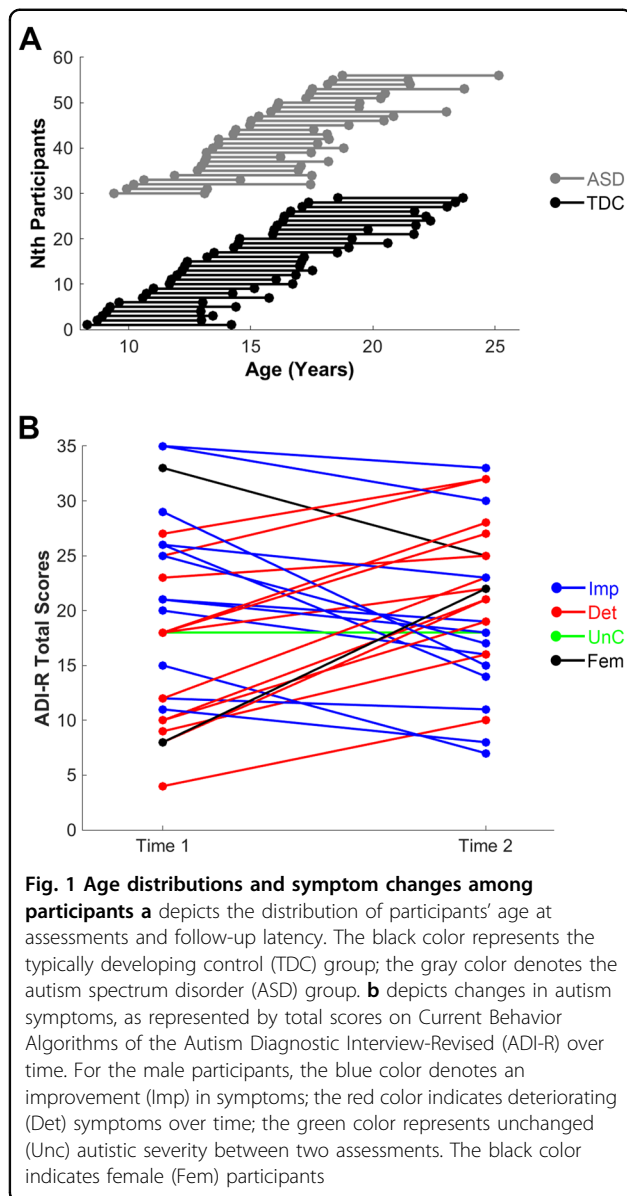 A
60
50
40
30
20
10
0
Nth Participants
10
15
20
25
Age (Years)
ASD
TDC
B
35
30
25
20
15
10
5
0
ADI-R Total Scores
Time 1
Time 2
Imp
Det
UnC
Fem
Fig. 1 Age distributions and symptom changes among
participants a depicts the distribution of participants' age at
assessments and follow-up latency. The black color represents the
typically developing control (TDC) group; the gray color denotes the
autism spectrum disorder (ASD) group. b depicts changes in autism
symptoms, as represented by total scores on Current Behavior
Algorithms of the Autism Diagnostic Interview-Revised (ADI-R) over
time. For the male participants, the blue color denotes an
improvement (Imp) in symptoms; the red color indicates deteriorating
(Det) symptoms over time; the green color represents unchanged
(Unc) autistic severity between two assessments. The black color
indicates female (Fem) participants